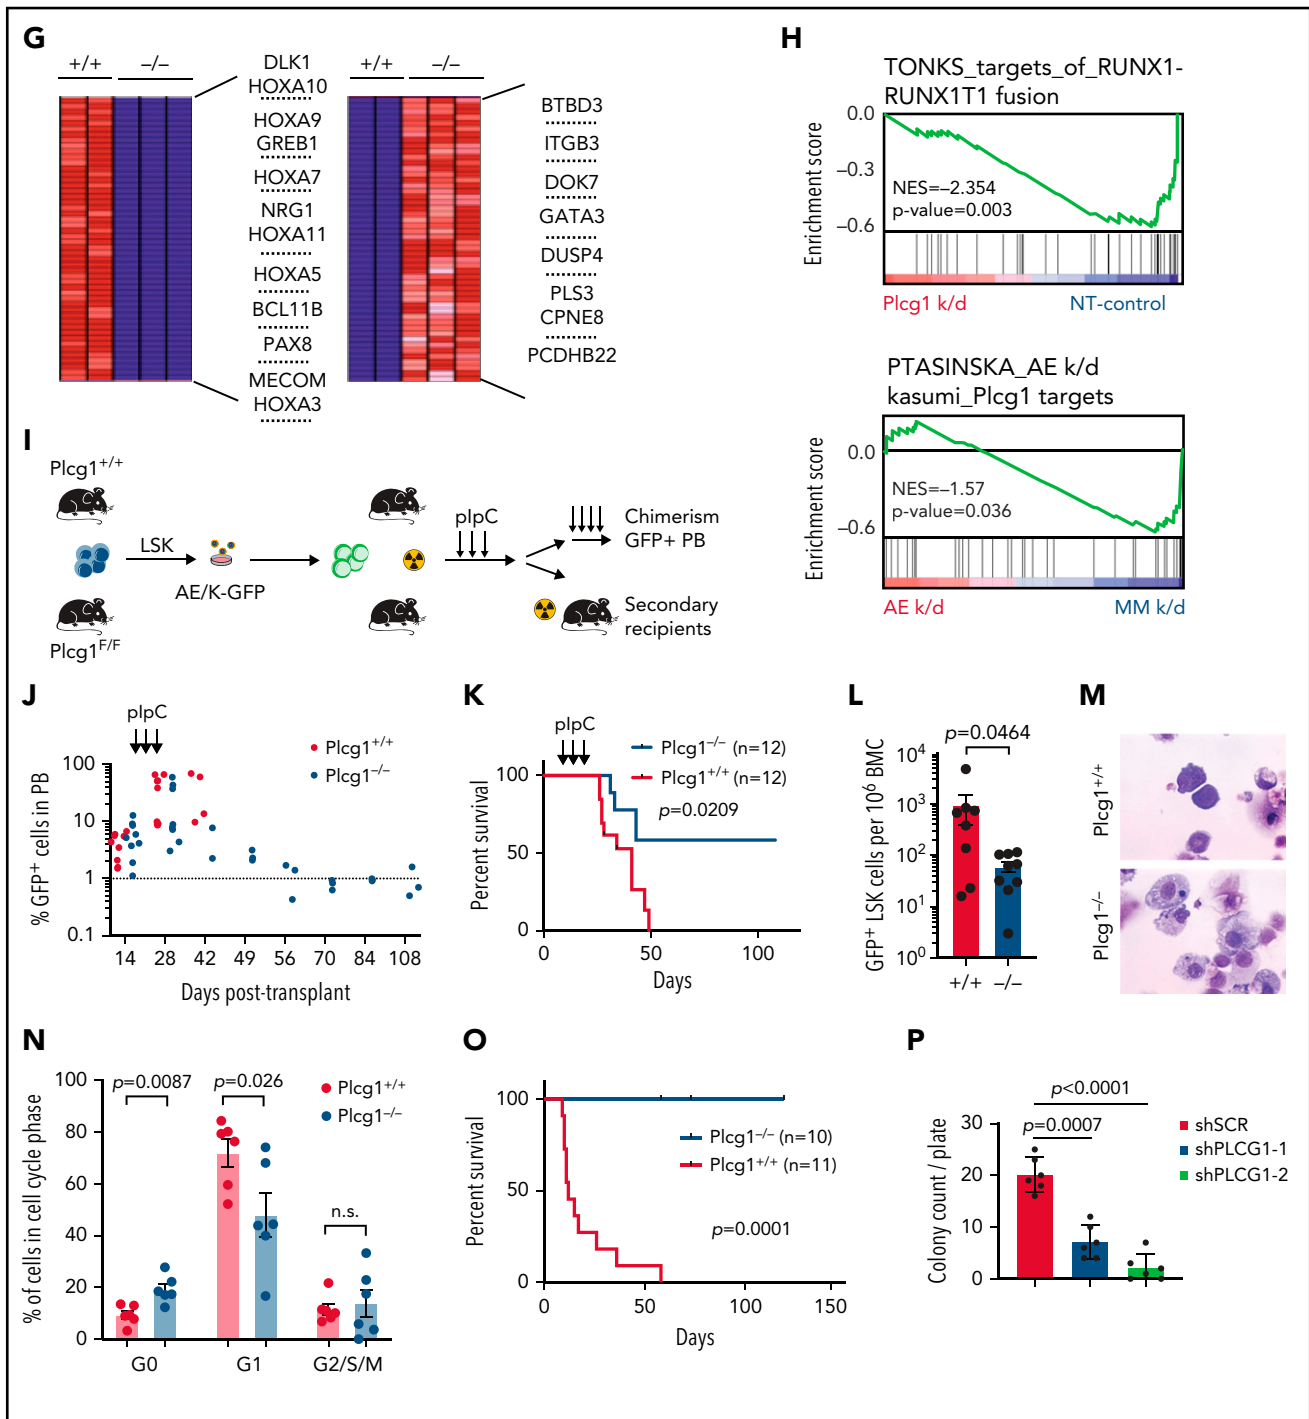 G
+/+
–/–
DLK1
HOXA10
HOXA9
GREB1
HOXA7
NRG1
HOXA11
HOXA5
BCL11B
PAX8
MECOM
HOXA3
+/+
–/–
BTBD3
ITGB3
DOK7
GATA3
DUSP4
PLS3
CPNE8
PCDHB22
H
TONKS_targets_of_RUNX1-
RUNX1T1 fusion
Enrichment score
0.0
–0.3
–0.6
NES=–2.354
p-value=0.003
Plcg1 k/d
NT-control
PTASINSKA_AE k/d
kasumi_Plcg1 targets
Enrichment score
0.0
–0.6
NES=–1.57
p-value=0.036
AE k/d
MM k/d
I
Plcg1+/+
Plcg1F/F
LSK
AE/K-GFP
pIpC
Chimerism
GFP+ PB
Secondary
recipients
J
pIpC
Plcg1+/+
Plcg1–/–
% GFP+ cells in PB
100
10
1
0.1
14 28 42 56 70 84 108
Days post-transplant
K
pIpC
Plcg1–/– (n=12)
Plcg1+/+ (n=12)
p=0.0209
Percent survival
100
50
0
0 50 100
Days
L
p=0.0464
GFP+ LSK cells per 10⁶ BMC
10⁴
10³
10²
10¹
10⁰
+/+ –/–
M
Plcg1+/+
Plcg1–/–
N
% of cells in cell cycle phase
100
80
60
40
20
0
p=0.0087
p=0.026
n.s.
Plcg1+/+
Plcg1–/–
G0 G1 G2/S/M
O
Percent survival
100
50
0
Plcg1–/– (n=10)
Plcg1+/+ (n=11)
p=0.0001
0 50 100 150
Days
P
Colony count / plate
30
20
10
0
p<0.0001
p=0.0007
shSCR
shPLCG1-1
shPLCG1-2